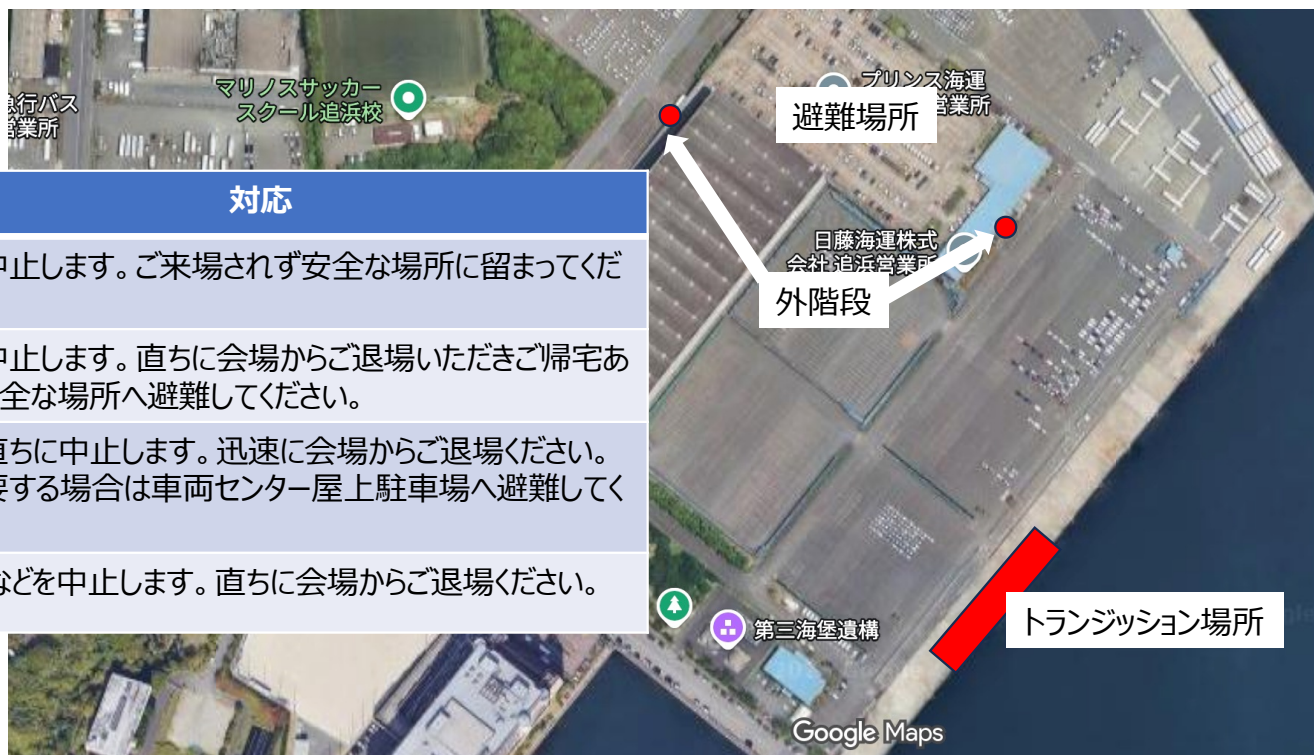 マリノスサッカー
スクール追浜校
急行バス
営業所
プリンス海運
営業所
避難場所
対応
日藤海運株式
会社 追浜営業所
外階段
中止します。ご来場されず安全な場所に留まってくだ
中止します。直ちに会場からご退場いただきご帰宅あ
全な場所へ避難してください。
直ちに中止します。迅速に会場からご退場ください。
要する場合は車両センター屋上駐車場へ避難してく
などを中止します。直ちに会場からご退場ください。
第三海堡遺構
トランジッション場所
Google Maps